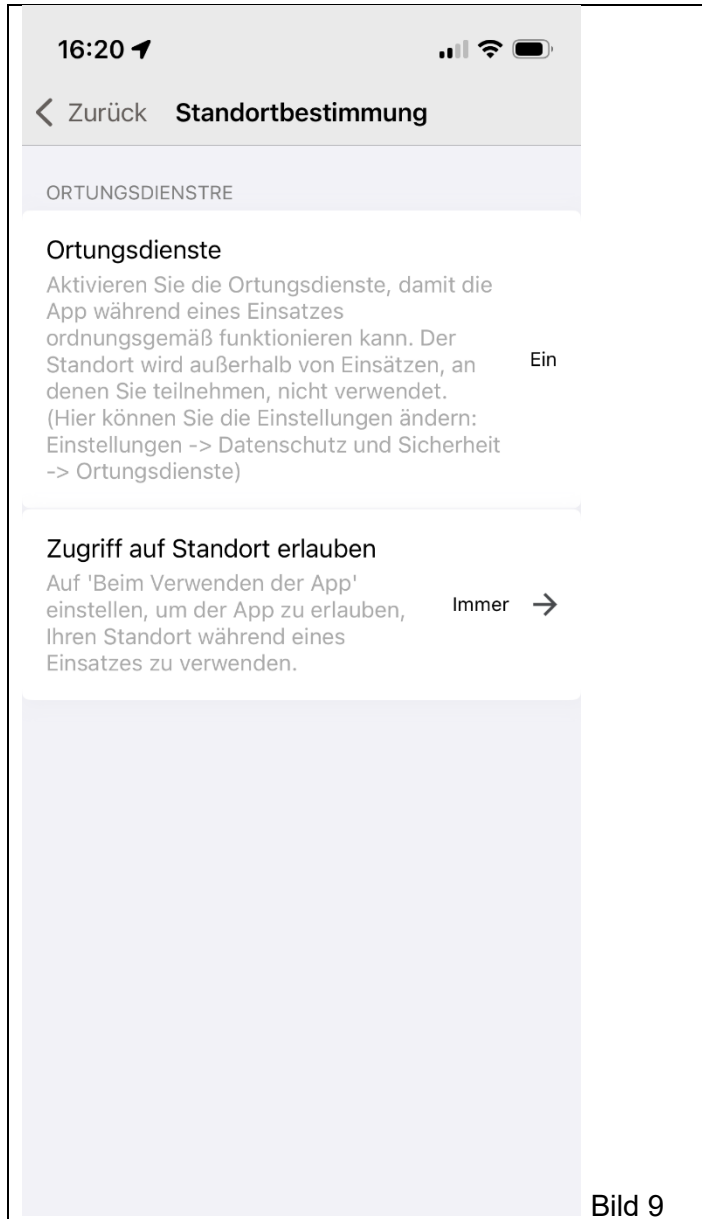 16:20
Zurück Standortbestimmung
ORTUNGSDIENSTRE
Ortungsdienste
Aktivieren Sie die Ortungsdienste, damit die
App während eines Einsatzes
ordnungsgemäß funktionieren kann. Der
Standort wird außerhalb von Einsätzen, an
denen Sie teilnehmen, nicht verwendet.
(Hier können Sie die Einstellungen ändern:
Einstellungen -> Datenschutz und Sicherheit
-> Ortungsdienste)
Ein
Zugriff auf Standort erlauben
Auf 'Beim Verwenden der App'
einstellen, um der App zu erlauben,
Ihren Standort während eines
Einsatzes zu verwenden.
Immer →
Bild 9